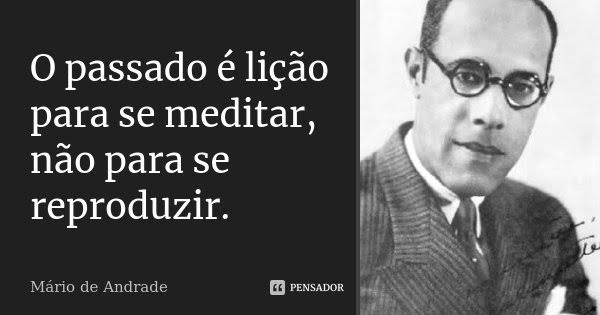 O passado é lição
para se meditar,
não para se
reproduzir.
Mário de Andrade
PENSADOR